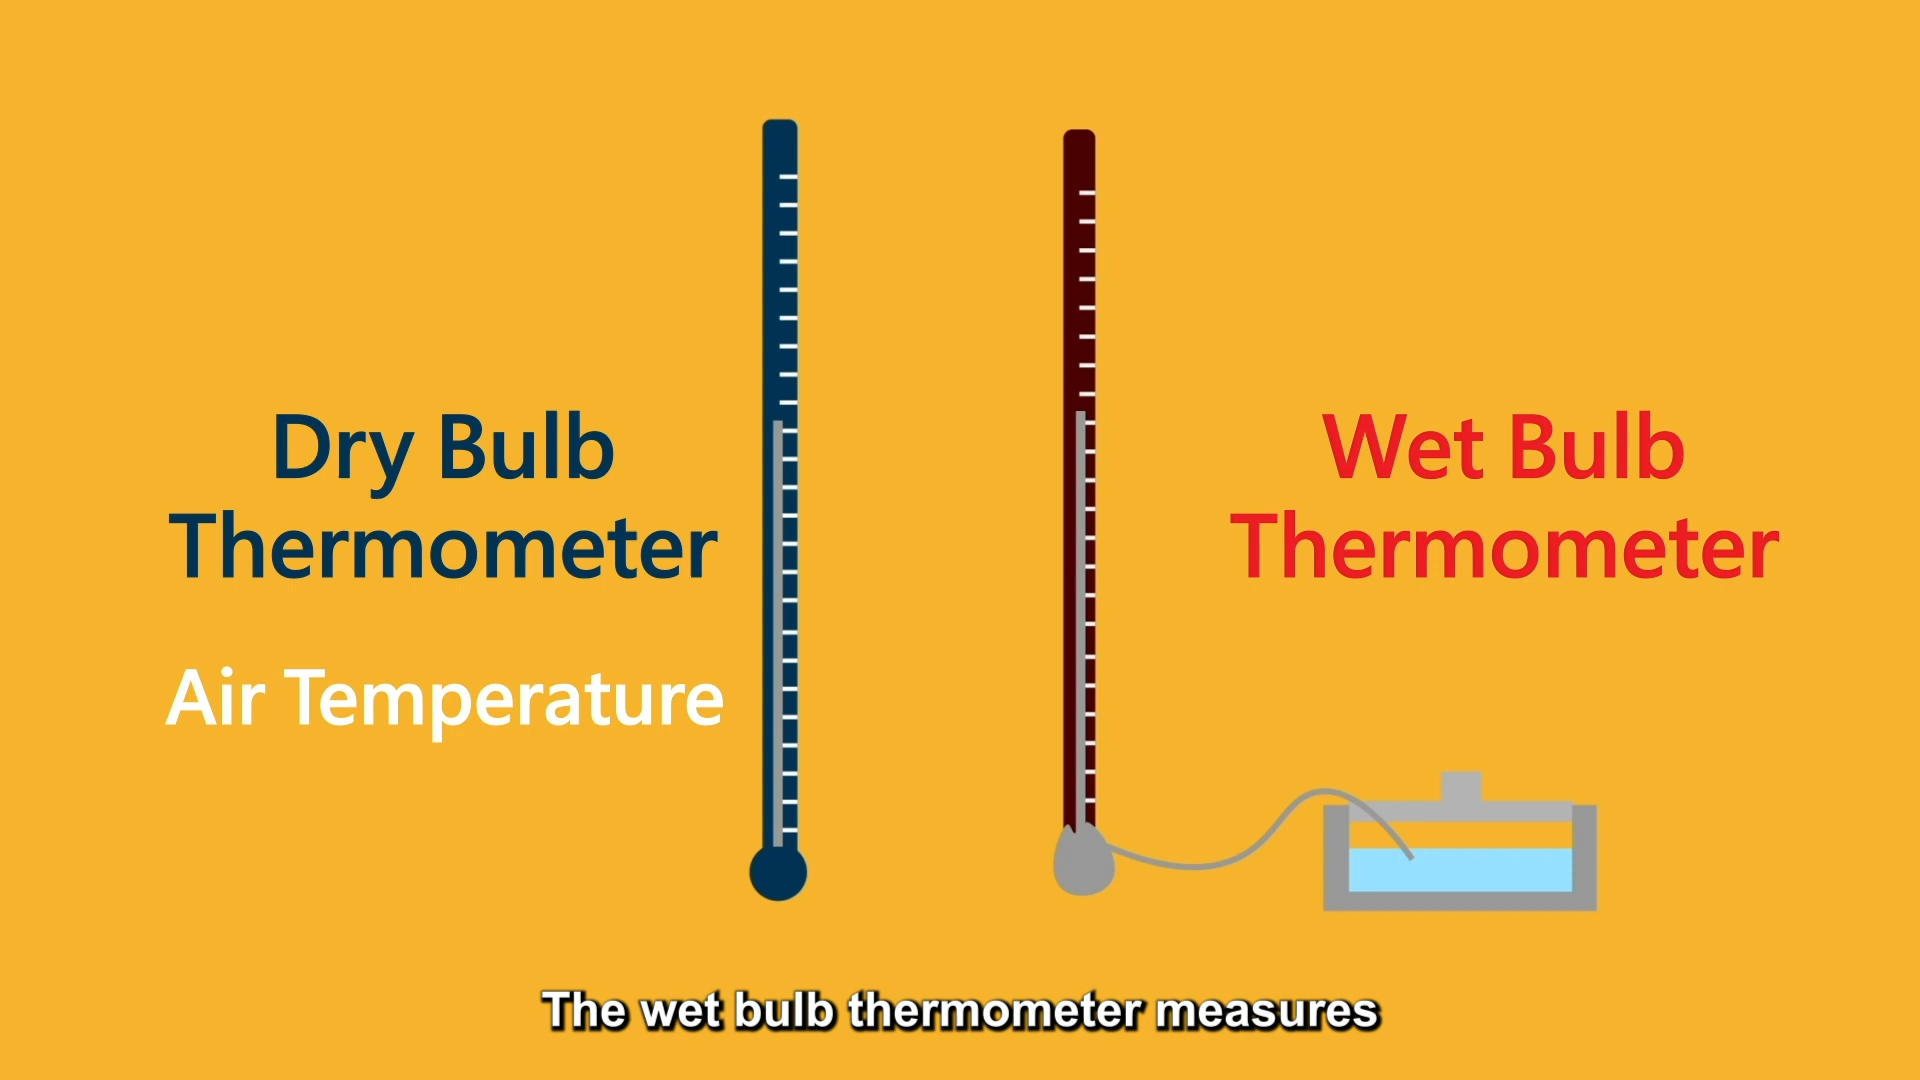 Dry Bulb
Thermometer
Air Temperature
Wet Bulb
Thermometer
The wet bulb thermometer measures